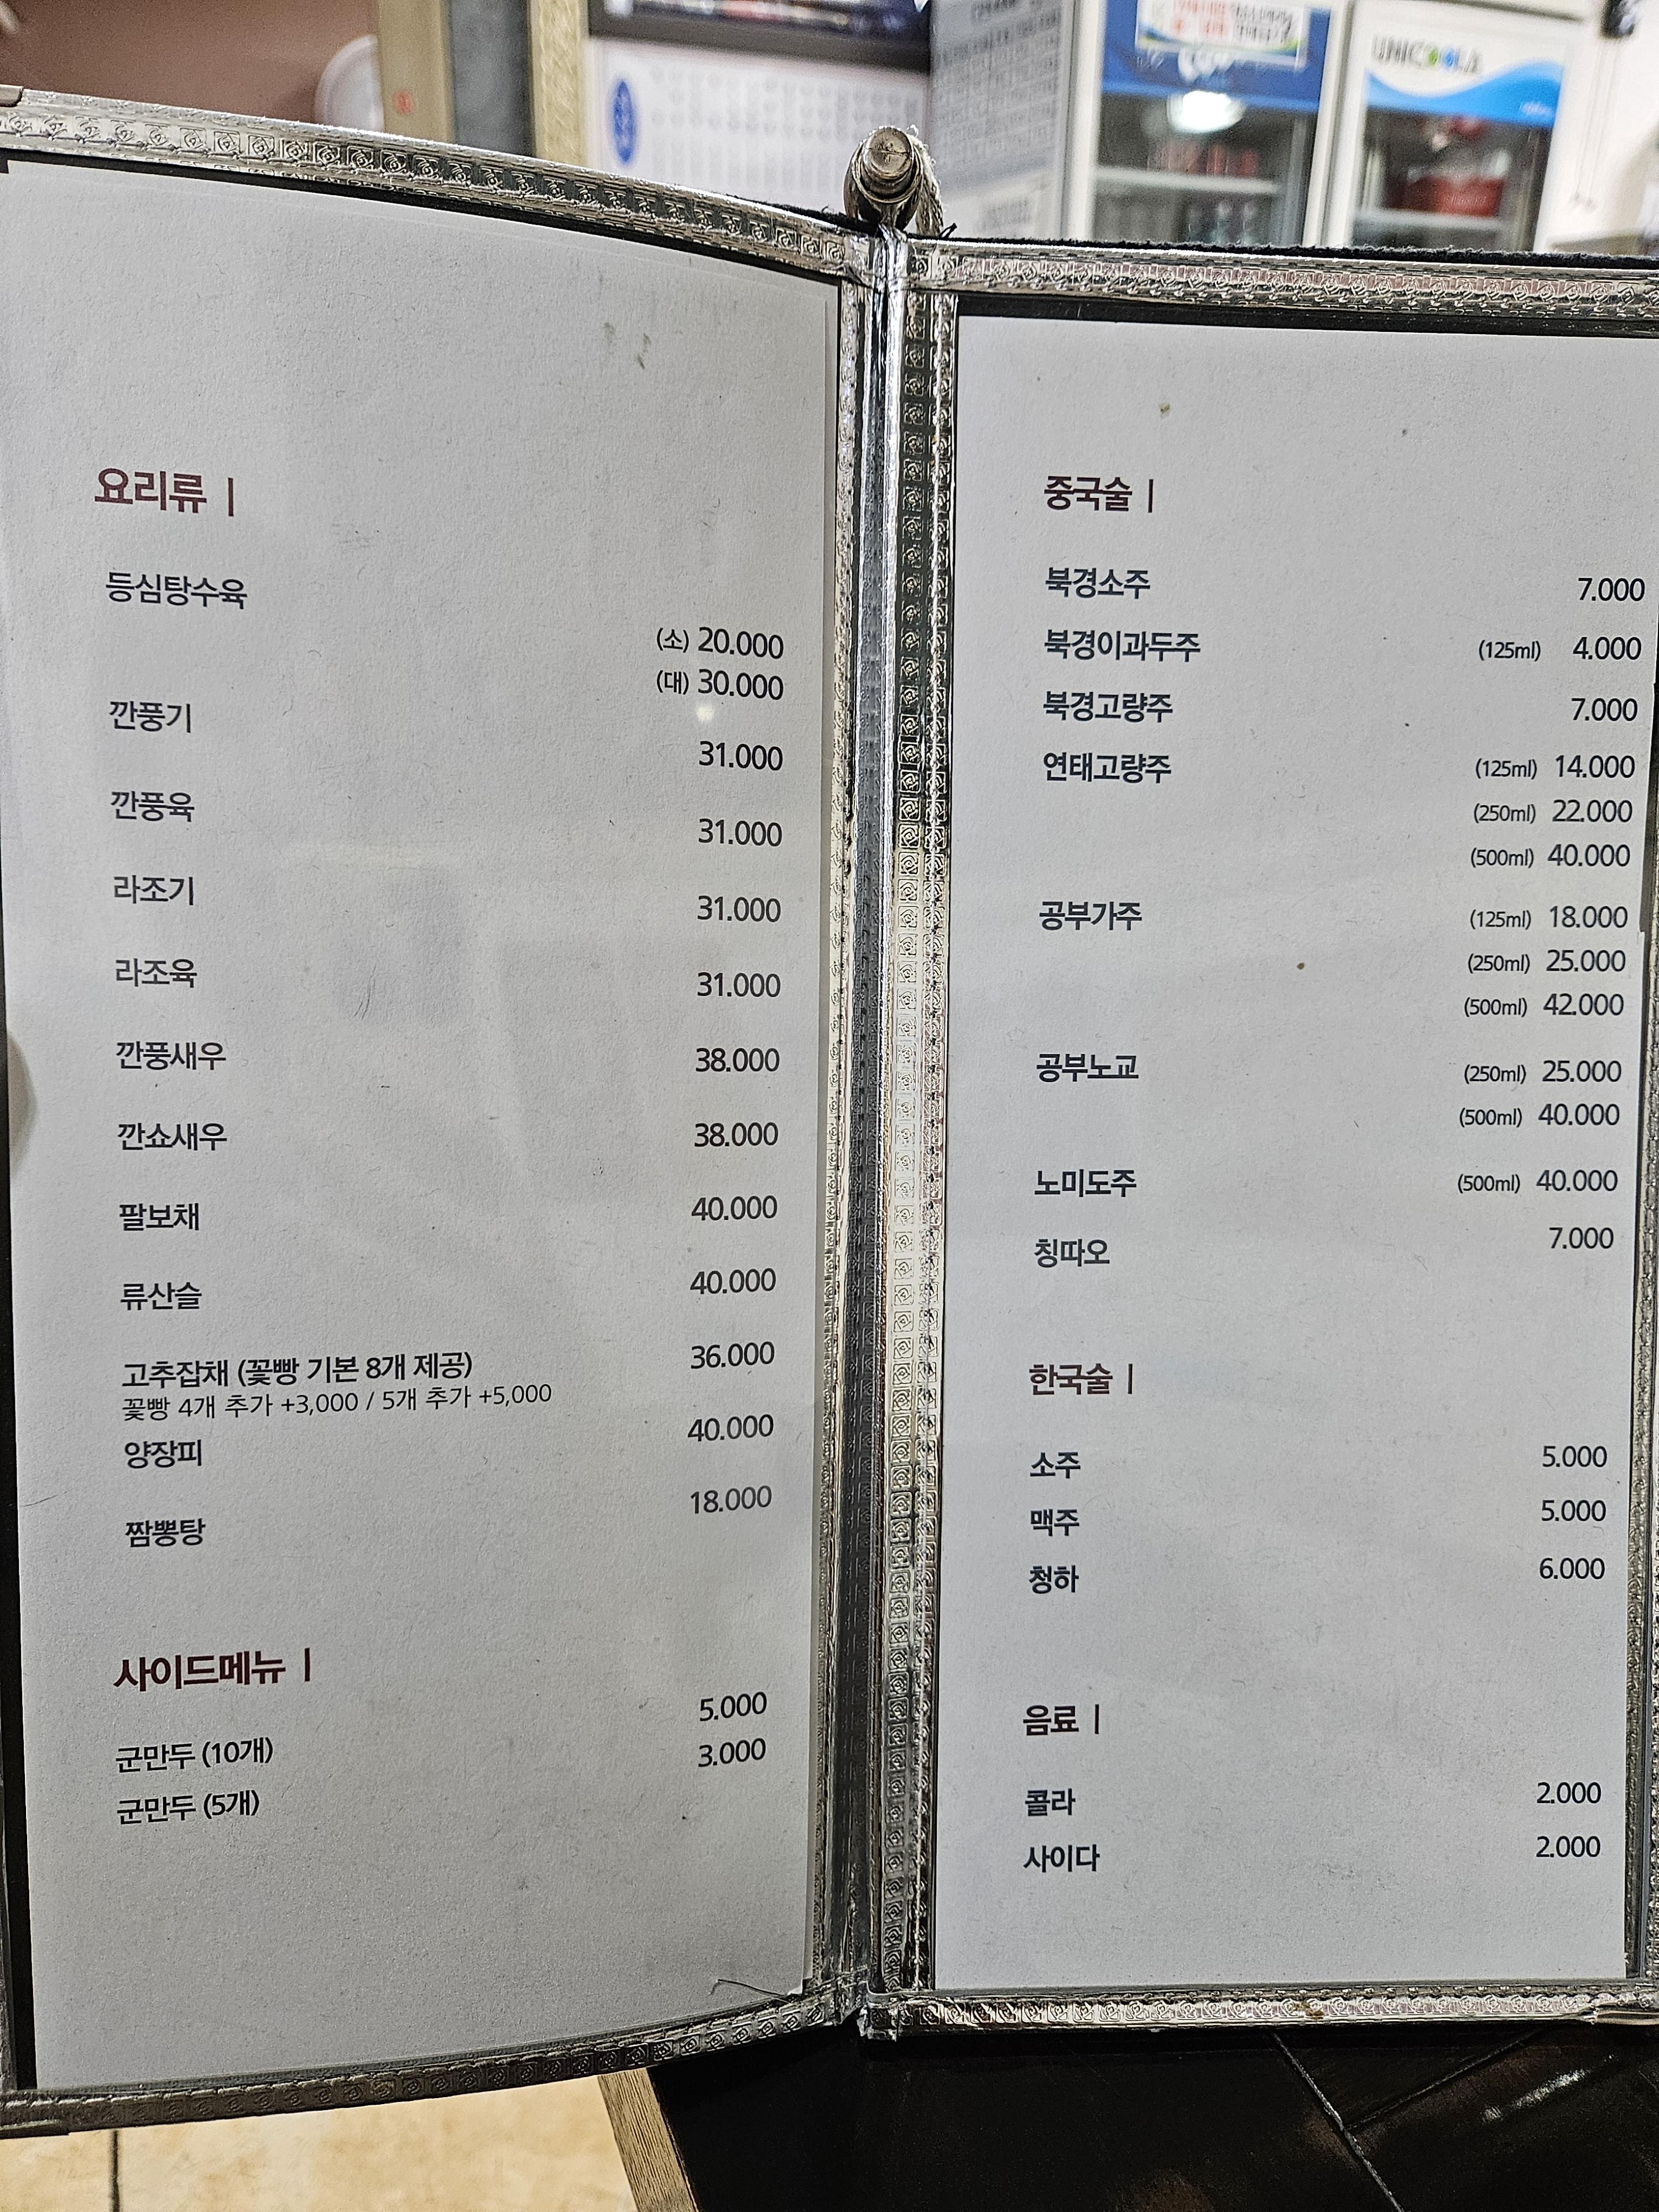 UNICOOLA
요리류 |
등심탕수육
(소) 20.000
(대) 30.000
깐풍기 31.000
깐풍육 31.000
라조기 31.000
라조육 31.000
깐풍새우 38.000
깐쇼새우 38.000
팔보채 40.000
류산슬 40.000
고추잡채 (꽃빵 기본 8개 제공) 36.000
꽃빵 4개 추가 +3,000 / 5개 추가 +5,000
양장피 40.000
짬뽕탕 18.000
사이드메뉴 |
군만두 (10개) 5.000
군만두 (5개) 3.000
중국술 |
북경소주 7.000
북경이과두주 (125ml) 4.000
북경고량주 7.000
연태고량주 (125ml) 14.000
(250ml) 22.000
(500ml) 40.000
공부가주 (125ml) 18.000
(250ml) 25.000
(500ml) 42.000
공부노교 (250ml) 25.000
(500ml) 40.000
노미도주 (500ml) 40.000
칭따오 7.000
한국술 |
소주 5.000
맥주 5.000
청하 6.000
음료 |
콜라 2.000
사이다 2.000